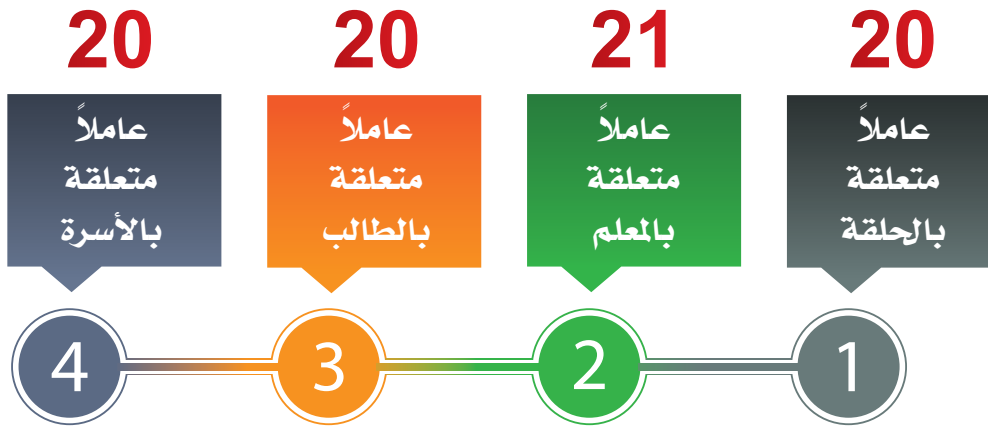 20
عاملاً
متعلقة
بالحلقة
1
21
عاملاً
متعلقة
بالمعلم
2
20
عاملاً
متعلقة
بالطالب
3
20
عاملاً
متعلقة
بالأسرة
4